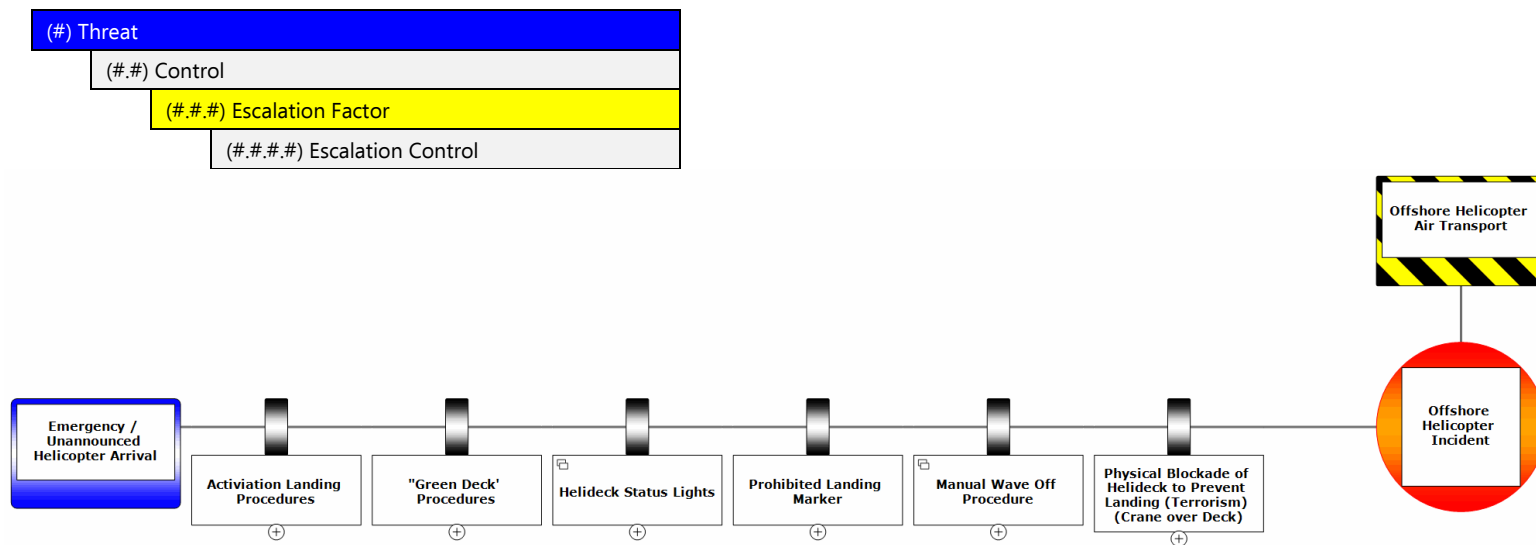 (#) Threat
(#.#) Control
(#.#.#) Escalation Factor
(#.#.#.#) Escalation Control
Offshore Helicopter
Air Transport
Emergency /
Unannounced
Helicopter Arrival
Offshore
Helicopter
Incident
Activiation Landing
Procedures
"Green Deck'
Procedures
Helideck Status Lights
Prohibited Landing
Marker
Manual Wave Off
Procedure
Physical Blockade of
Helideck to Prevent
Landing (Terrorism)
(Crane over Deck)